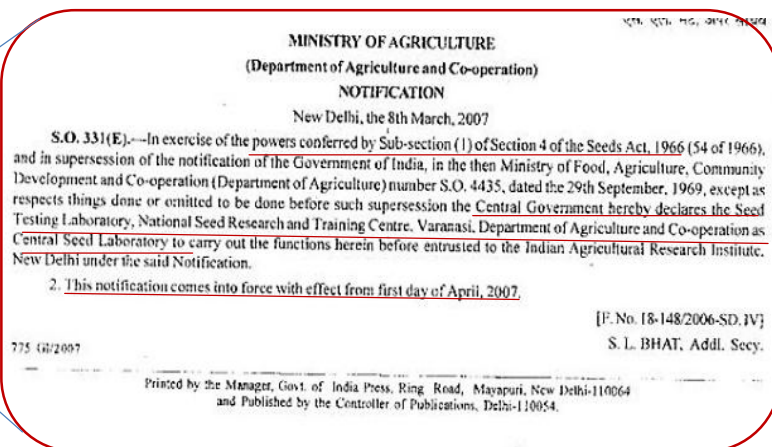 MINISTRY OF AGRICULTURE
(Department of Agriculture and Co-operation)
NOTIFICATION
New Delhi, the 8th March, 2007
S.O. 331(E).—In exercise of the powers conferred by Sub-section (1) of Section 4 of the Seeds Act, 1966 (54 of 1966),
and in supersession of the notification of the Government of India, in the then Ministry of Food, Agriculture, Community
Development and Co-operation (Department of Agriculture) number S.O. 4435, dated the 29th September, 1969, except as
respects things done or omitted to be done before such supersession the Central Government hereby declares the Seed
Testing Laboratory, National Seed Research and Training Centre, Varanasi, Department of Agriculture and Co-operation as
Central Seed Laboratory to carry out the functions herein before entrusted to the Indian Agricultural Research Institute,
New Delhi under the said Notification.
2. This notification comes into force with effect from first day of April, 2007.
[F. No. 18-148/2006-SD.IV]
S. L. BHAT, Addl. Secy.
775 GI/2007
Printed by the Manager, Govt. of India Press, Ring Road, Mayapuri, New Delhi-110064
and Published by the Controller of Publications, Delhi-110054.